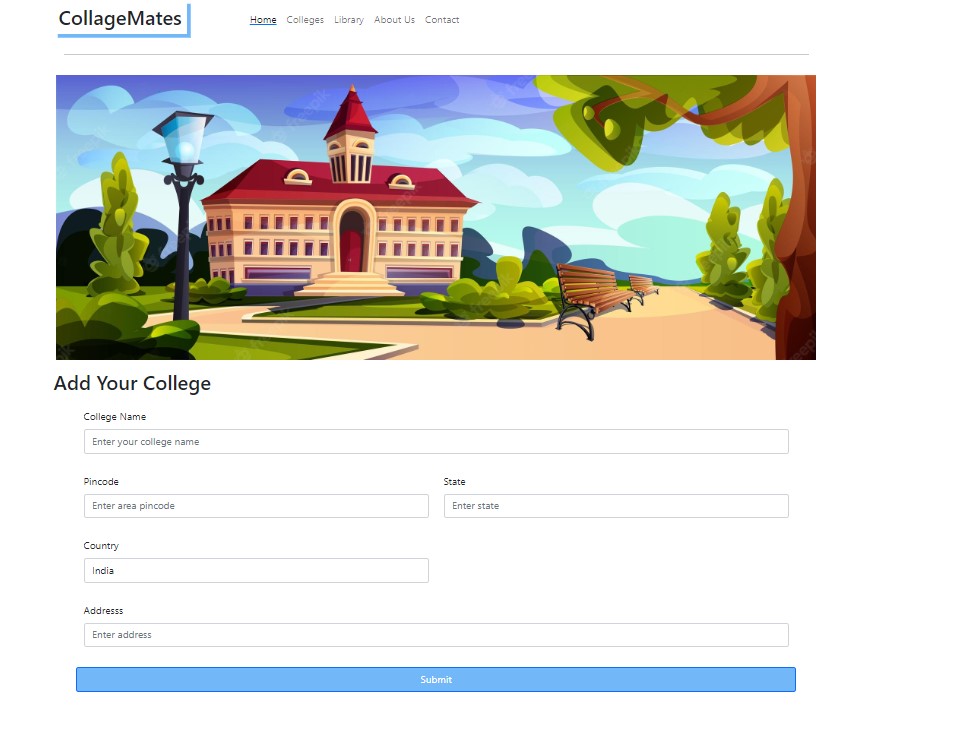 CollageMates
Home Colleges Library About Us Contact
Add Your College
College Name
Enter your college name
Pincode State
Enter area pincode Enter state
Country
India
Addresss
Enter address
Submit